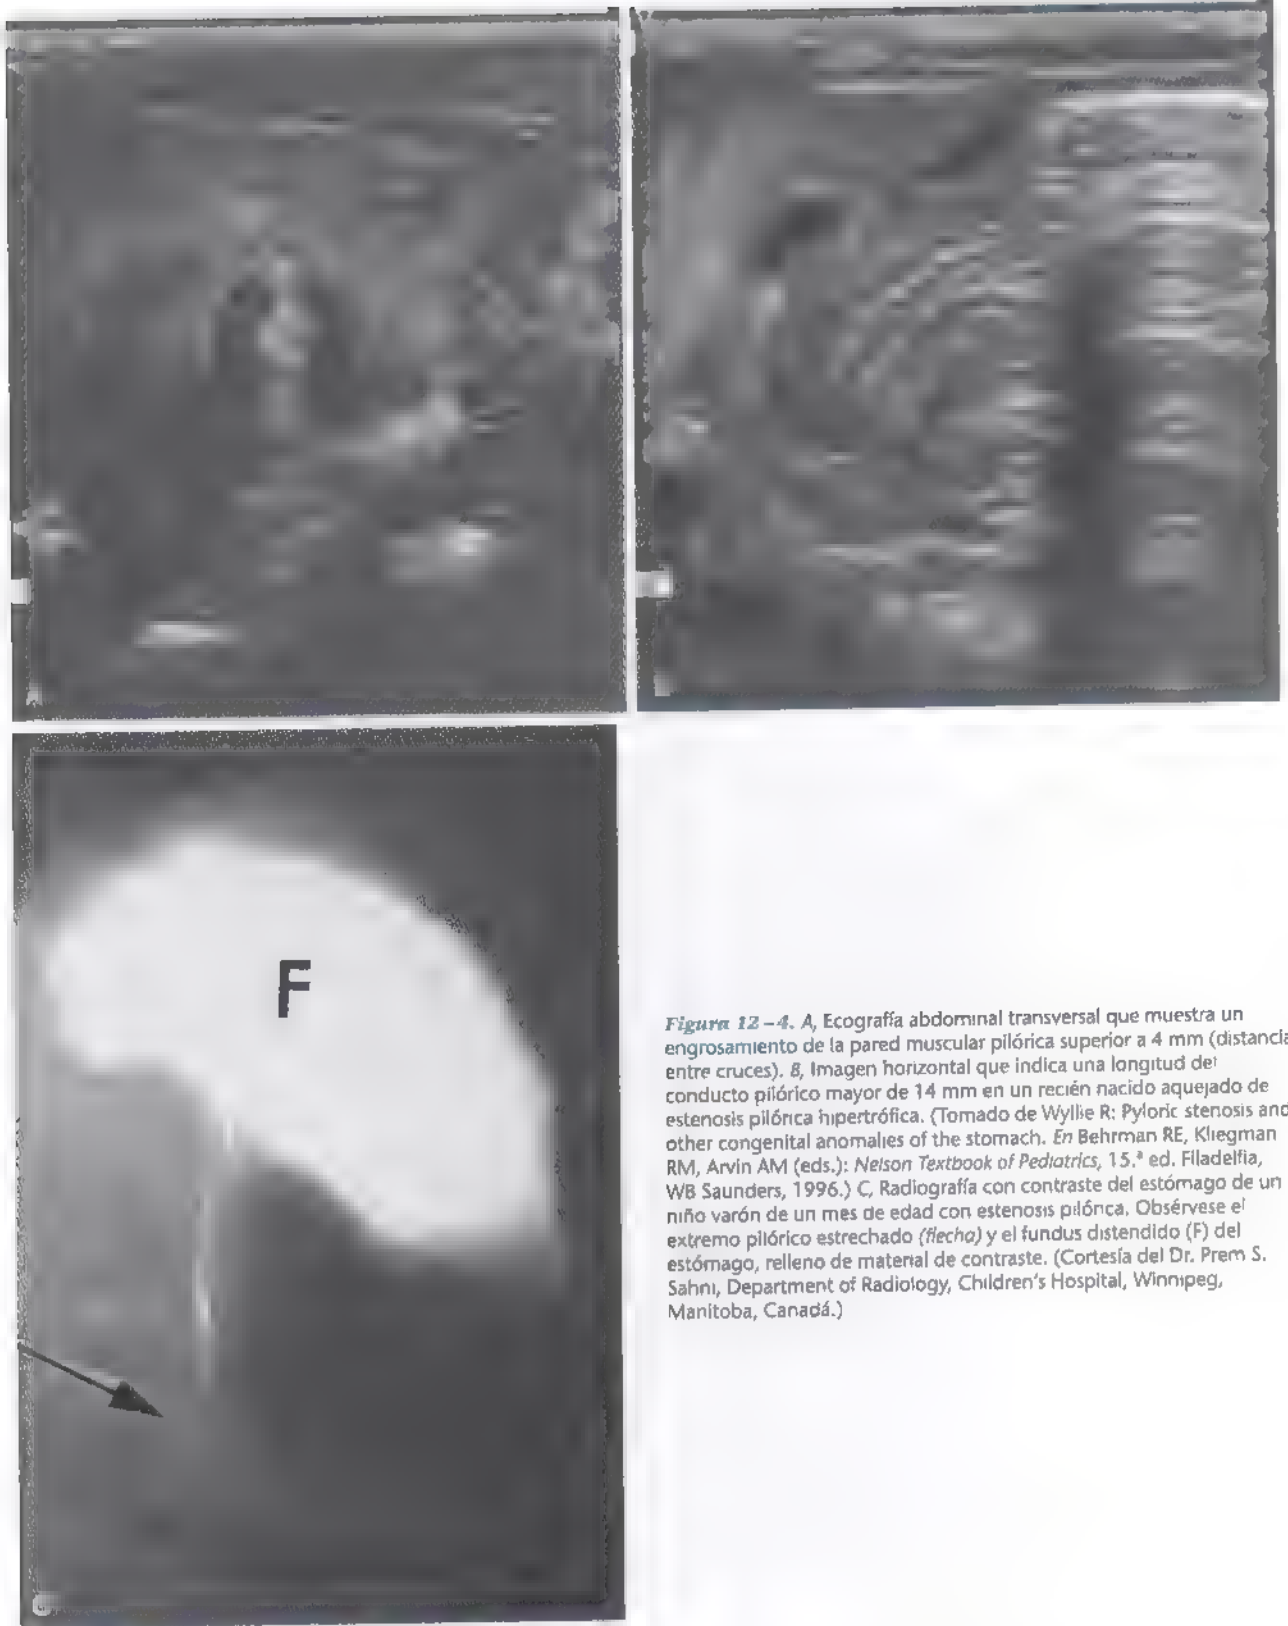 F
Figura 12-4. A, Ecografía abdominal transversal que muestra un
engrosamiento de la pared muscular pilórica superior a 4 mm (distancia
entre cruces). B, Imagen horizontal que indica una longitud del
conducto pilórico mayor de 14 mm en un recién nacido aquejado de
estenosis pilórica hipertrófica. (Tomado de Wyllie R: Pyloric stenosis and
other congenital anomalies of the stomach. En Behrman RE, Kliegman
RM, Arvin AM (eds.): Nelson Textbook of Pediatrics, 15.ª ed. Filadelfia,
WB Saunders, 1996.) C, Radiografía con contraste del estómago de un
niño varón de un mes de edad con estenosis pilórica. Obsérvese el
extremo pilórico estrechado (flecha) y el fundus distendido (F) del
estómago, relleno de material de contraste. (Cortesía del Dr. Prem S.
Sahni, Department of Radiology, Children's Hospital, Winnipeg,
Manitoba, Canadá.)